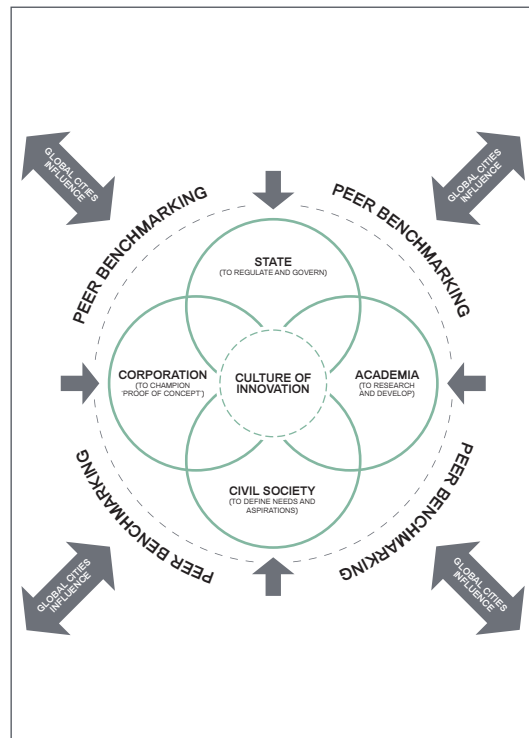 GLOBAL CITIES
INFLUENCE
GLOBAL CITIES
INFLUENCE
PEER BENCHMARKING
PEER BENCHMARKING
STATE
(TO REGULATE AND GOVERN)
CORPORATION
(TO CHAMPION
'PROOF OF CONCEPT')
CULTURE OF
INNOVATION
ACADEMIA
(TO RESEARCH
AND DEVELOP)
CIVIL SOCIETY
(TO DEFINE NEEDS AND
ASPIRATIONS)
PEER BENCHMARKING
PEER BENCHMARKING
GLOBAL CITIES
INFLUENCE
GLOBAL CITIES
INFLUENCE